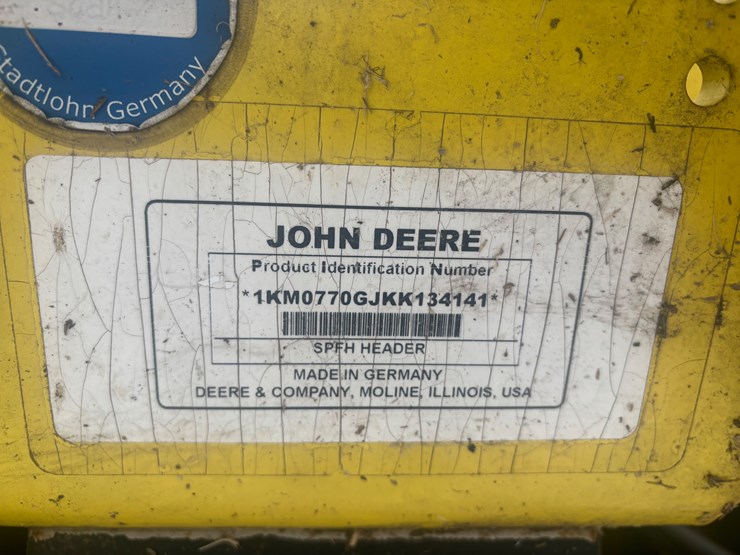 Stadtlohn Germany
JOHN DEERE
Product Identification Number
*1KM0770GJKK134141*
SPFH HEADER
MADE IN GERMANY
DEERE & COMPANY, MOLINE, ILLINOIS, USA